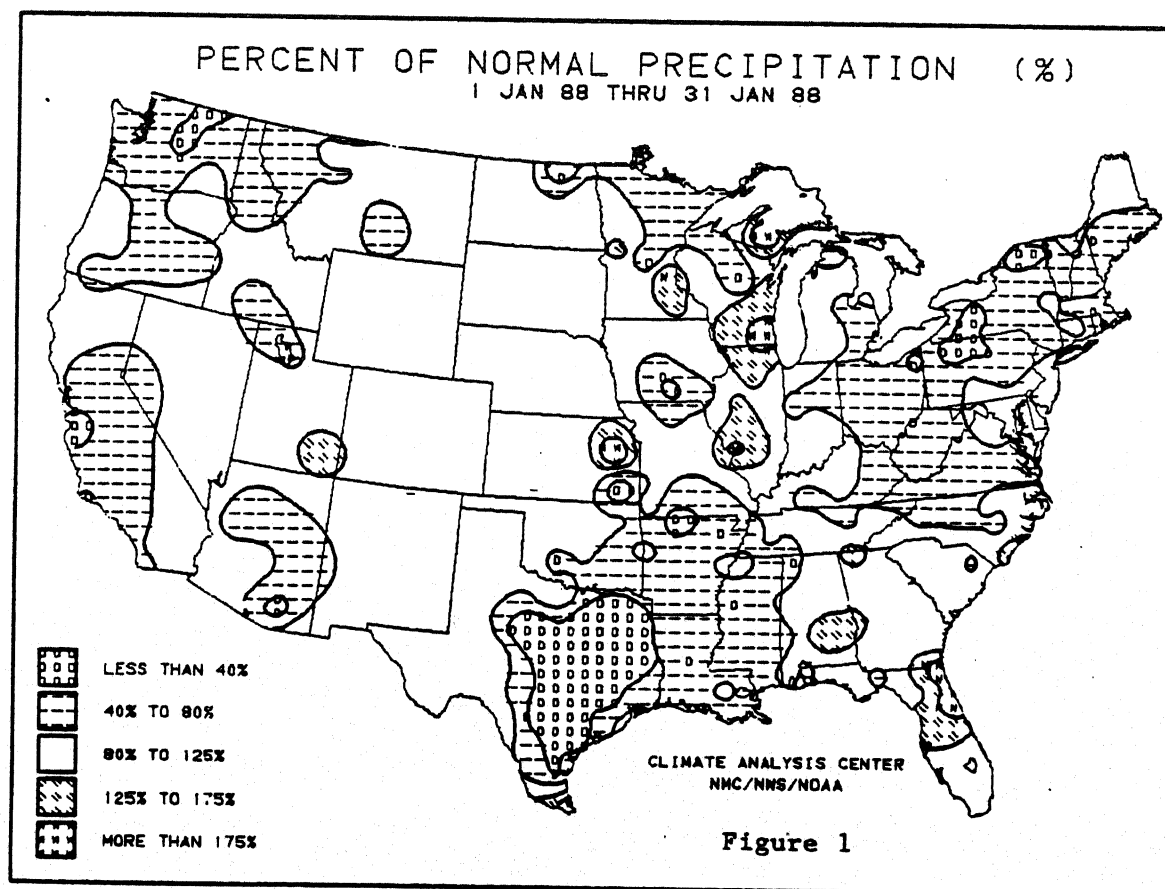 PERCENT OF NORMAL PRECIPITATION (%)
1 JAN 88 THRU 31 JAN 88
LESS THAN 40%
40% TO 80%
80% TO 125%
125% TO 175%
MORE THAN 175%
CLIMATE ANALYSIS CENTER
NMC/NWS/NOAA
Figure 1